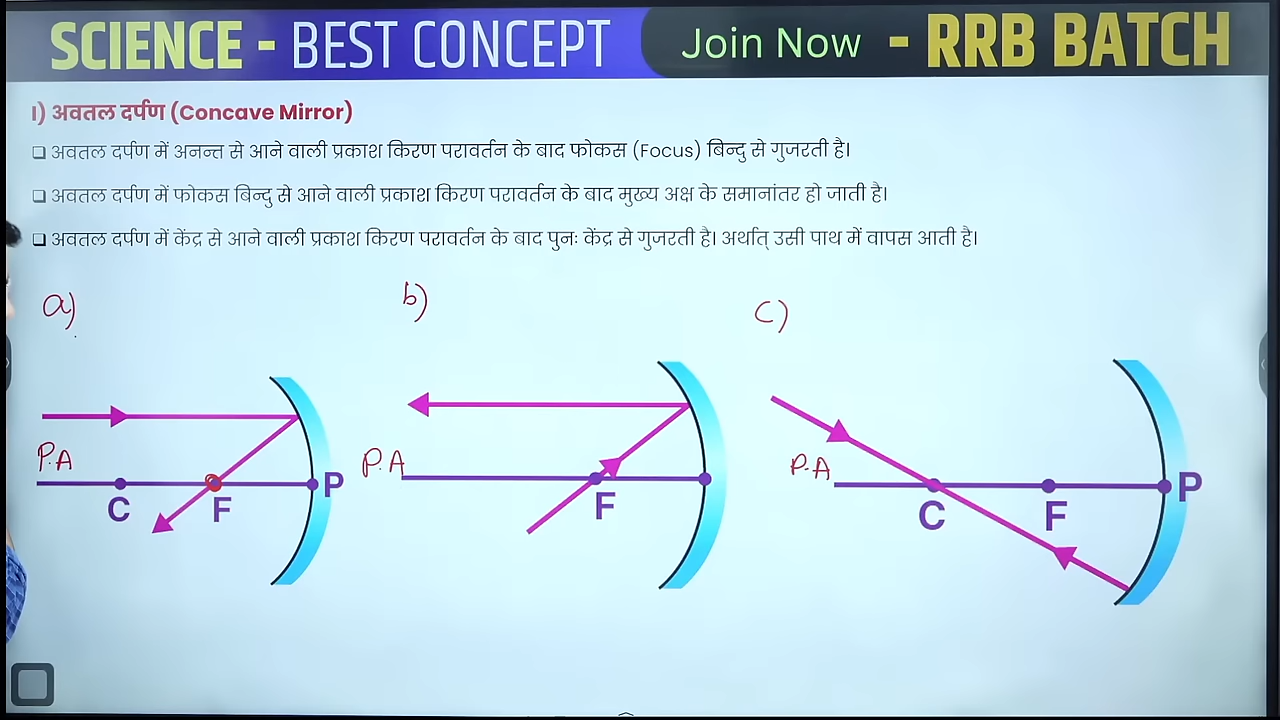 SCIENCE - BEST CONCEPT Join Now - RRB BATCH
I) अवतल दर्पण (Concave Mirror)
❑ अवतल दर्पण में अनन्त से आने वाली प्रकाश किरण परावर्तन के बाद फोकस (Focus) बिन्दु से गुजरती है।
❑ अवतल दर्पण में फोकस बिन्दु से आने वाली प्रकाश किरण परावर्तन के बाद मुख्य अक्ष के समानांतर हो जाती है।
❑ अवतल दर्पण में केंद्र से आने वाली प्रकाश किरण परावर्तन के बाद पुनः केंद्र से गुजरती है। अर्थात् उसी पाथ में वापस आती है।
a) b) c)
P.A P.A P.A
C F P F C F P